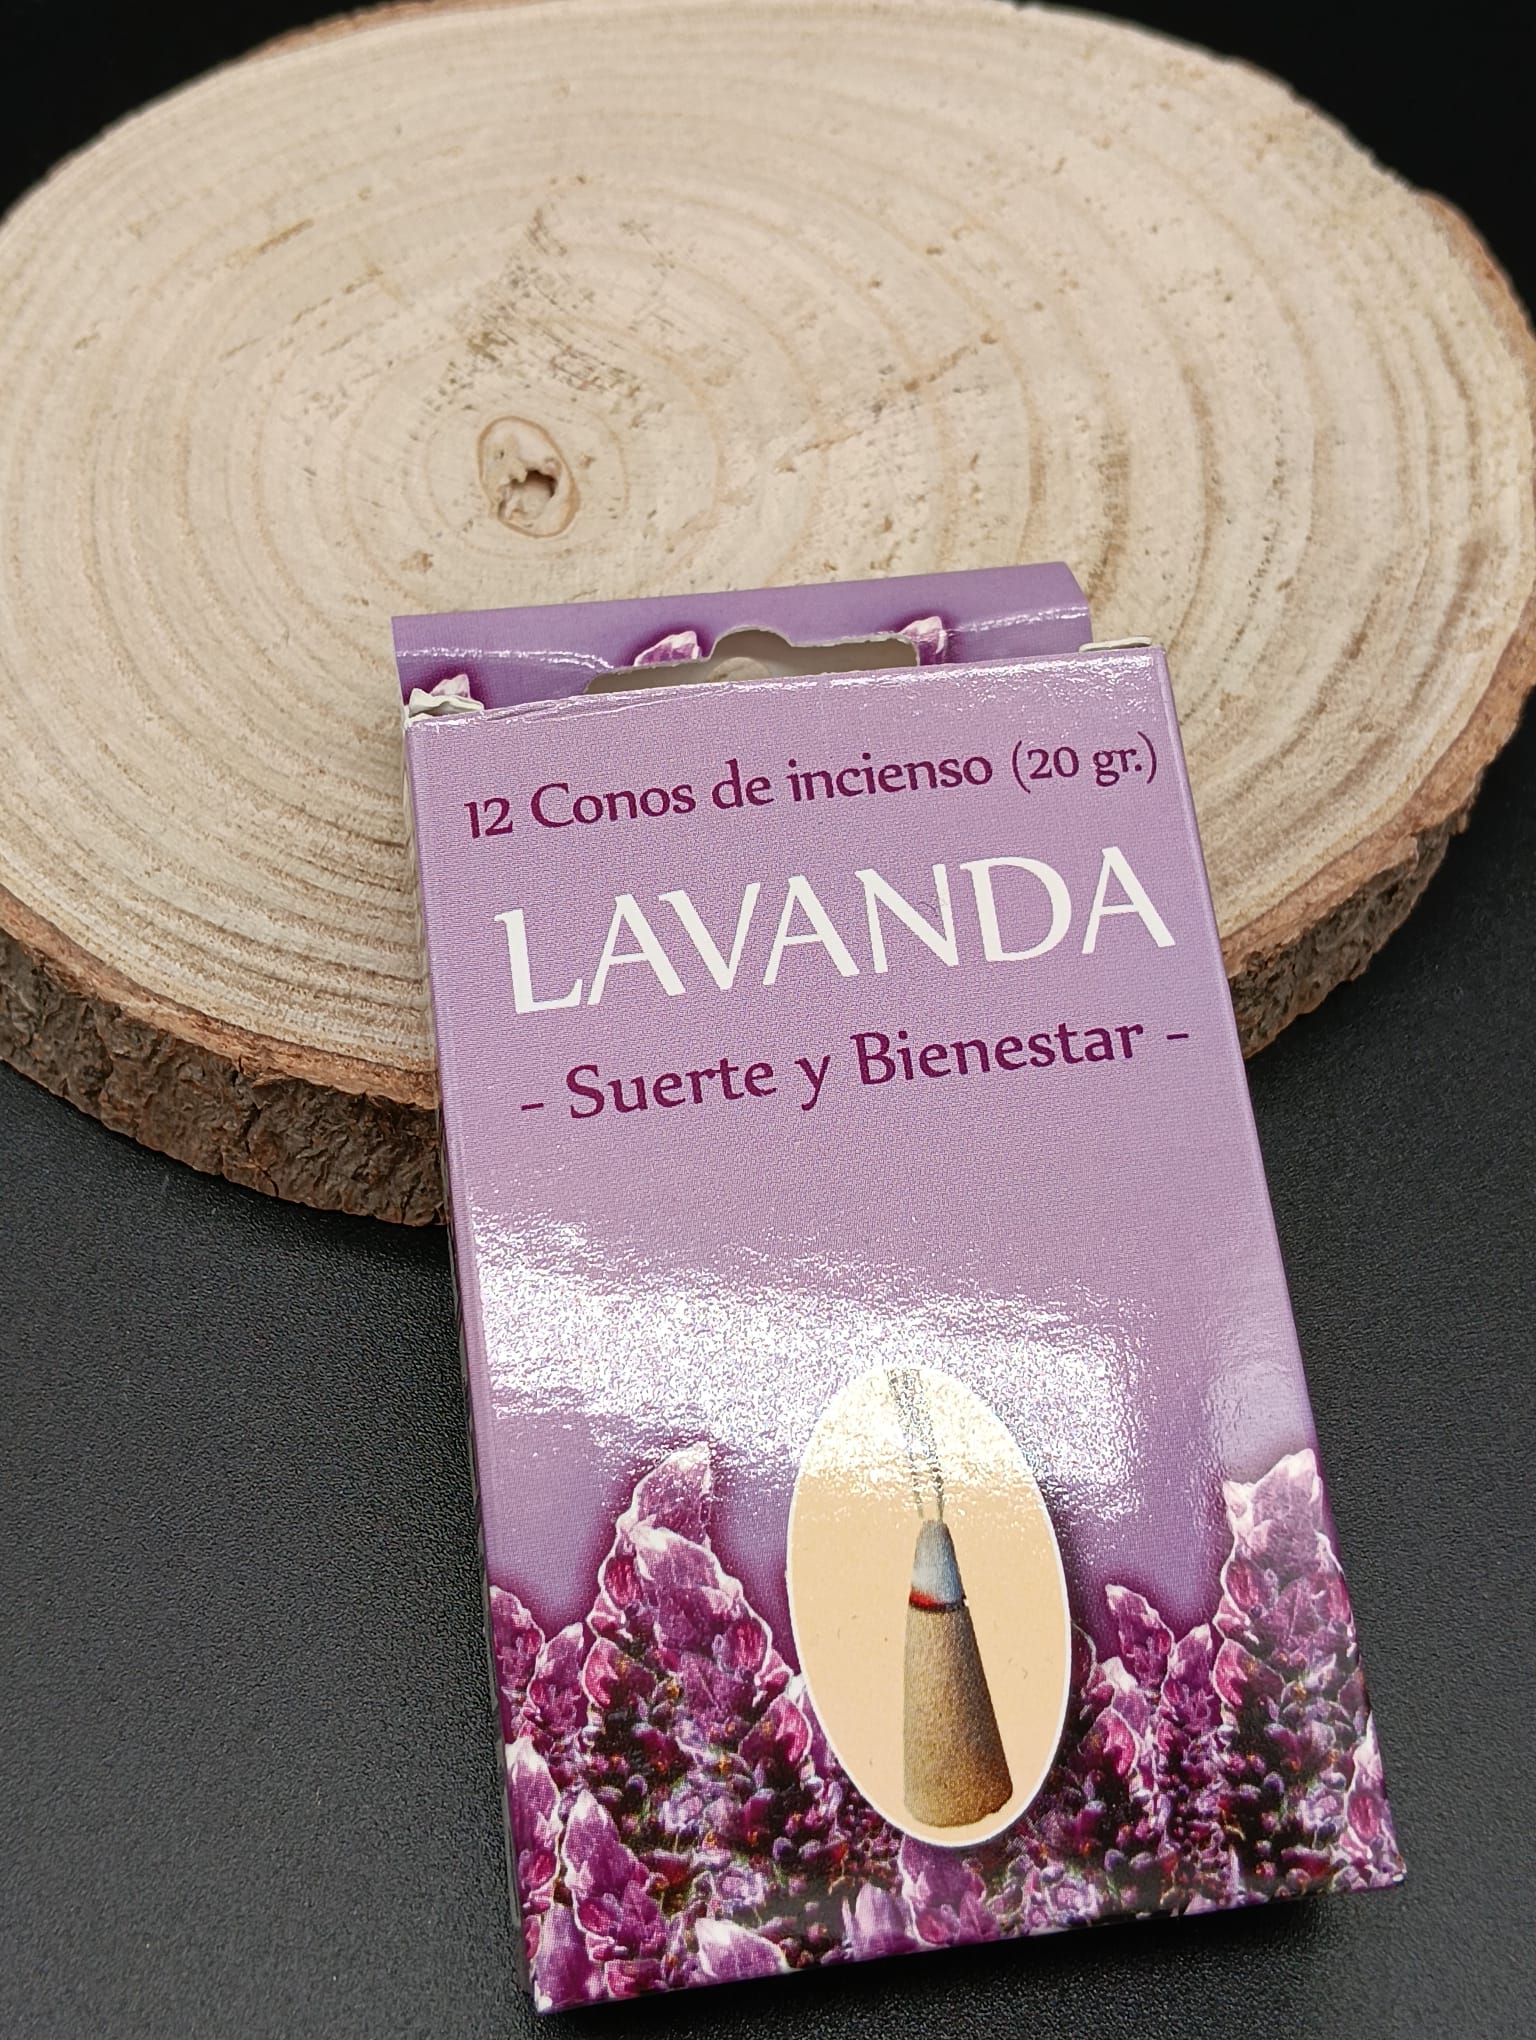 12 Conos de incienso (20 gr.)
LAVANDA
- Suerte y Bienestar -